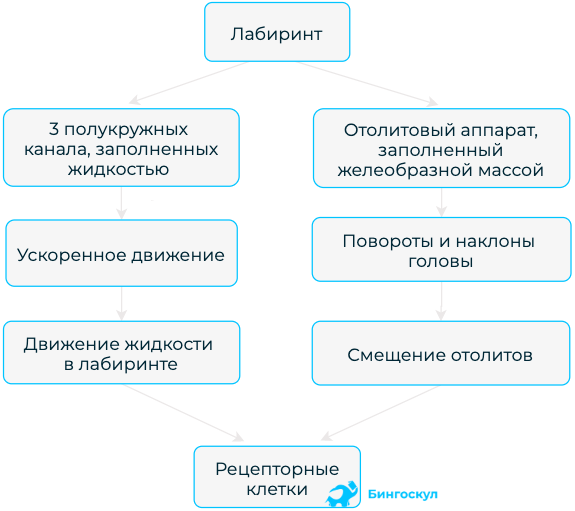 Лабиринт
3 полукружных
канала, заполненных
жидкостью
Отолитовый аппарат,
заполненный
желеобразной массой
Ускоренное движение
Повороты и наклоны
головы
Движение жидкости
в лабиринте
Смещение отолитов
Рецепторные
клетки
Бингоскул